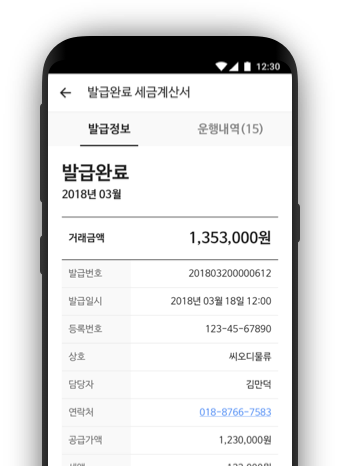 12:30
← 발급완료 세금계산서
발급정보 운행내역(15)
발급완료
2018년 03월
거래금액 1,353,000원
발급번호 201803200000612
발급일시 2018년 03월 18일 12:00
등록번호 123-45-67890
상호 씨오디물류
담당자 김만덕
연락처 018-8766-7583
공급가액 1,230,000원